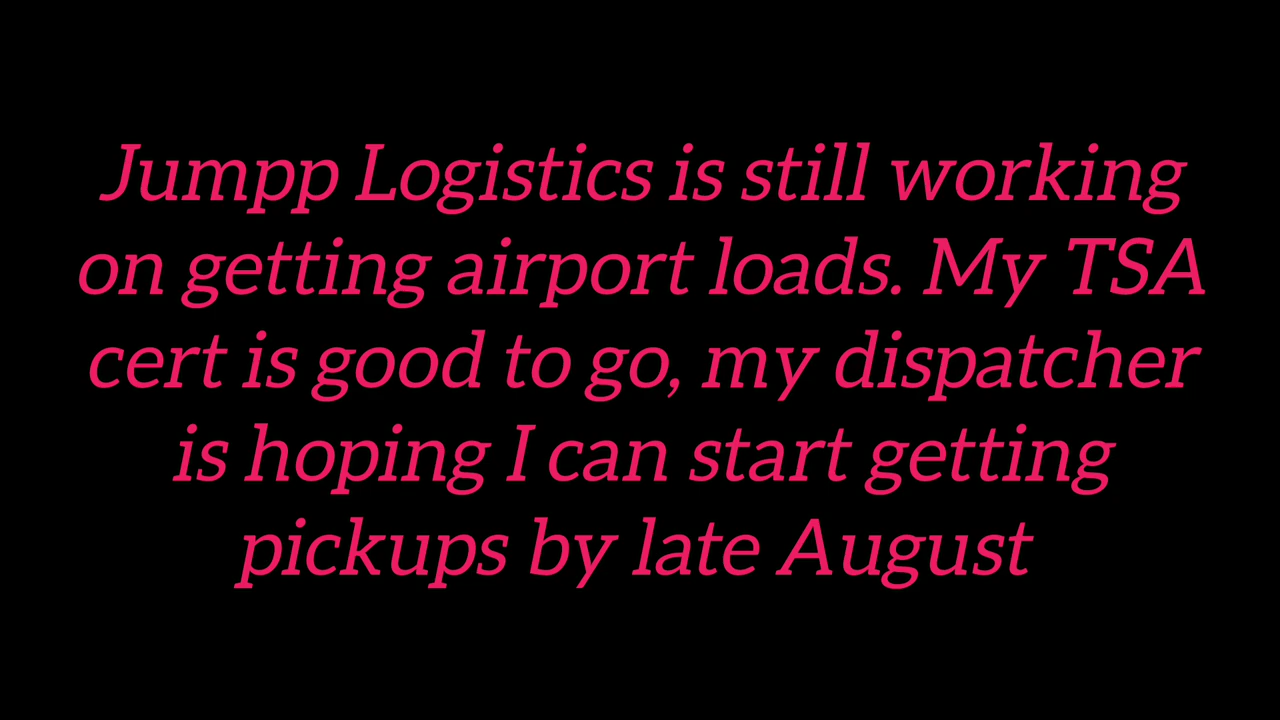 Jumpp Logistics is still working
on getting airport loads. My TSA
cert is good to go, my dispatcher
is hoping I can start getting
pickups by late August